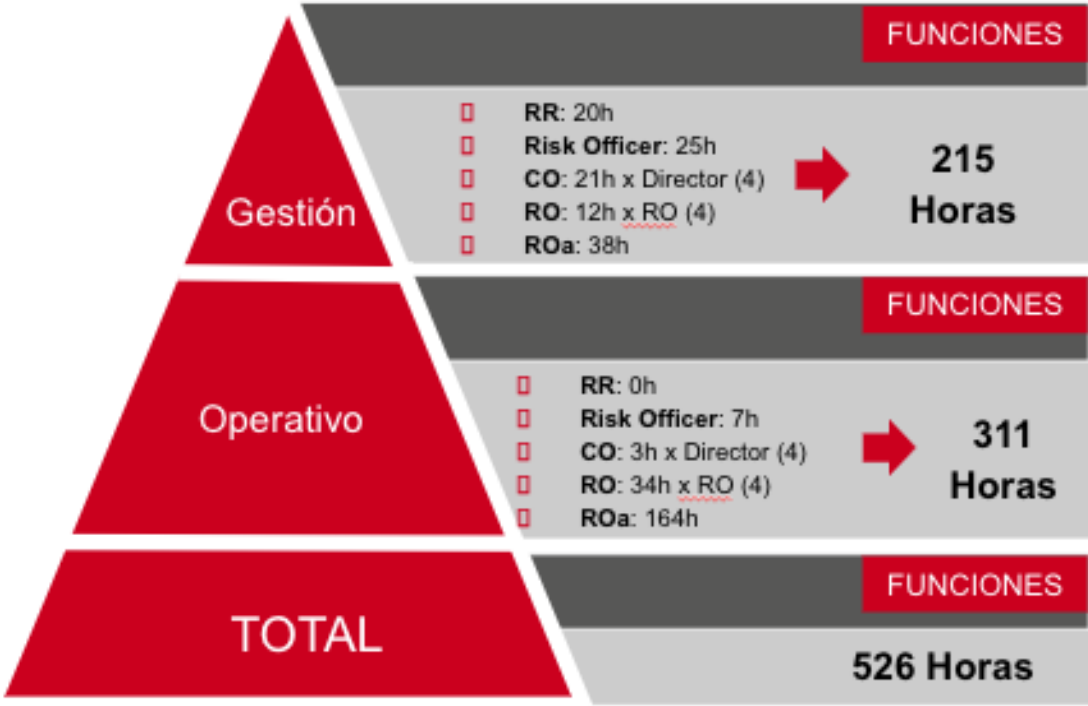 FUNCIONES
Gestión
RR: 20h
Risk Officer: 25h
CO: 21h x Director (4)
RO: 12h x RO (4)
ROa: 38h
215
Horas
FUNCIONES
Operativo
RR: 0h
Risk Officer: 7h
CO: 3h x Director (4)
RO: 34h x RO (4)
ROa: 164h
311
Horas
FUNCIONES
TOTAL
526 Horas